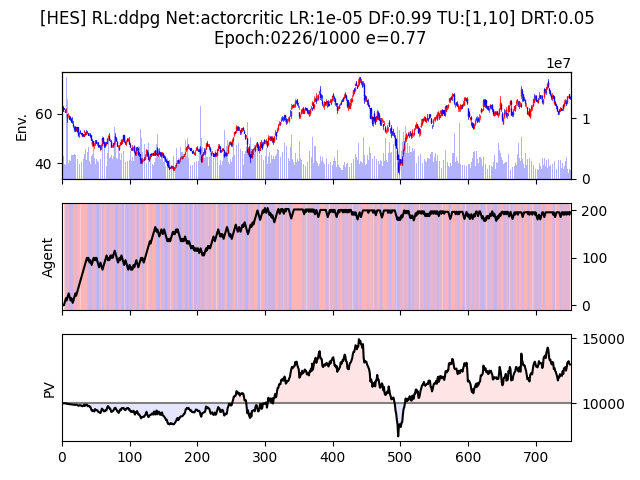 [HES] RL:ddpg Net:actorcritic LR:1e-05 DF:0.99 TU:[1,10] DRT:0.05
Epoch:0226/1000 e=0.77
1e7
Env.
60
40
1
0
Agent
200
100
0
PV
15000
10000
0 100 200 300 400 500 600 700